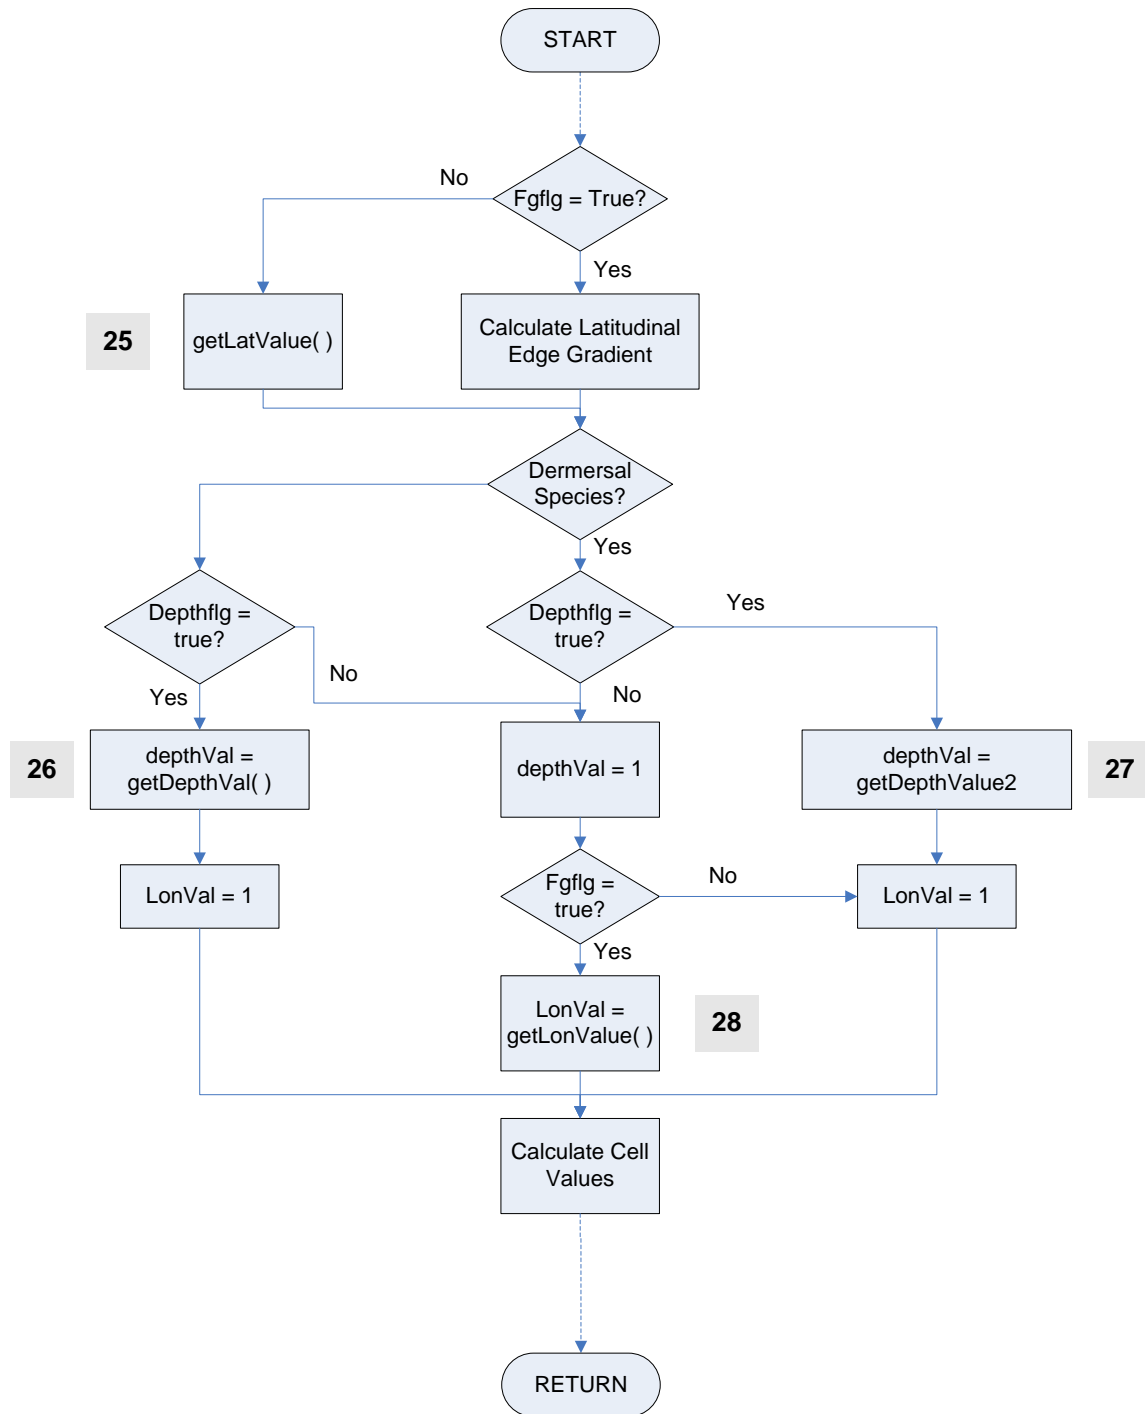 START
No
Fgflg = True?
Yes
25
getLatValue( )
Calculate Latitudinal
Edge Gradient
Dermersal
Species?
Yes
Depthflg =
true?
Depthflg =
true?
Yes
No
Yes
No
26
depthVal =
getDepthVal( )
depthVal = 1
depthVal =
getDepthValue2
27
LonVal = 1
Fgflg =
true?
No
LonVal = 1
Yes
LonVal =
getLonValue( )
28
Calculate Cell
Values
RETURN